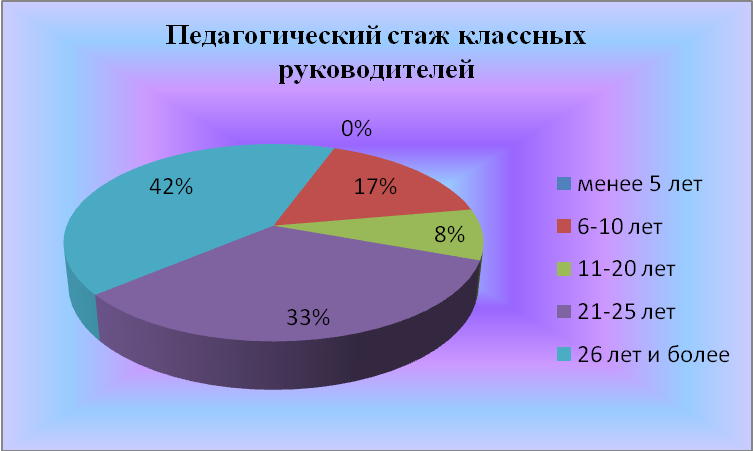 Педагогический стаж классных
руководителей
0%
42%
17%
8%
33%
менее 5 лет
6-10 лет
11-20 лет
21-25 лет
26 лет и более